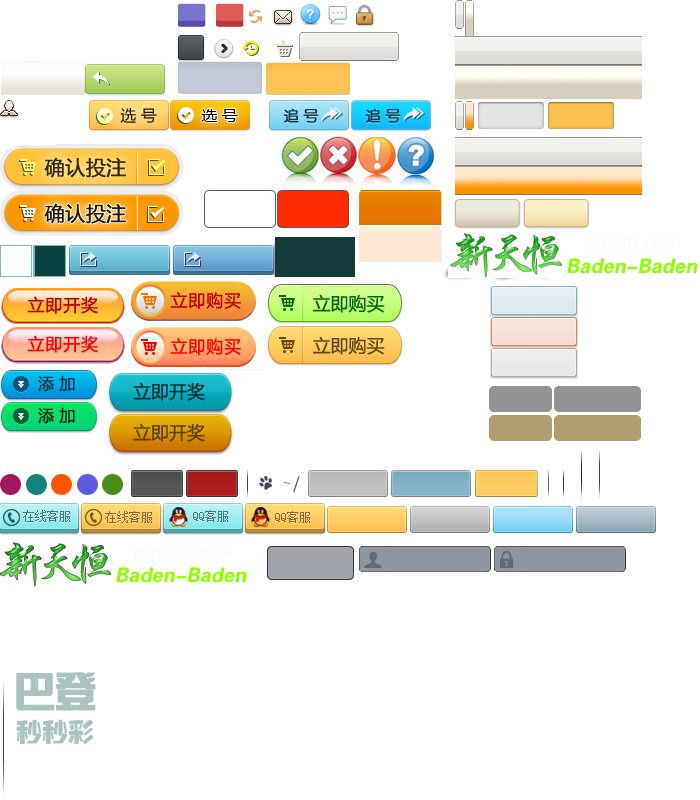 选号
选号
追号
追号
确认投注
确认投注
新天恒
newth.com
Baden-Baden
立即开奖
立即购买
立即购买
立即开奖
立即购买
立即购买
添加
添加
立即开奖
立即开奖
在线客服
在线客服
QQ客服
QQ客服
新天恒
newth.com
Baden-Baden
巴登
秒秒彩